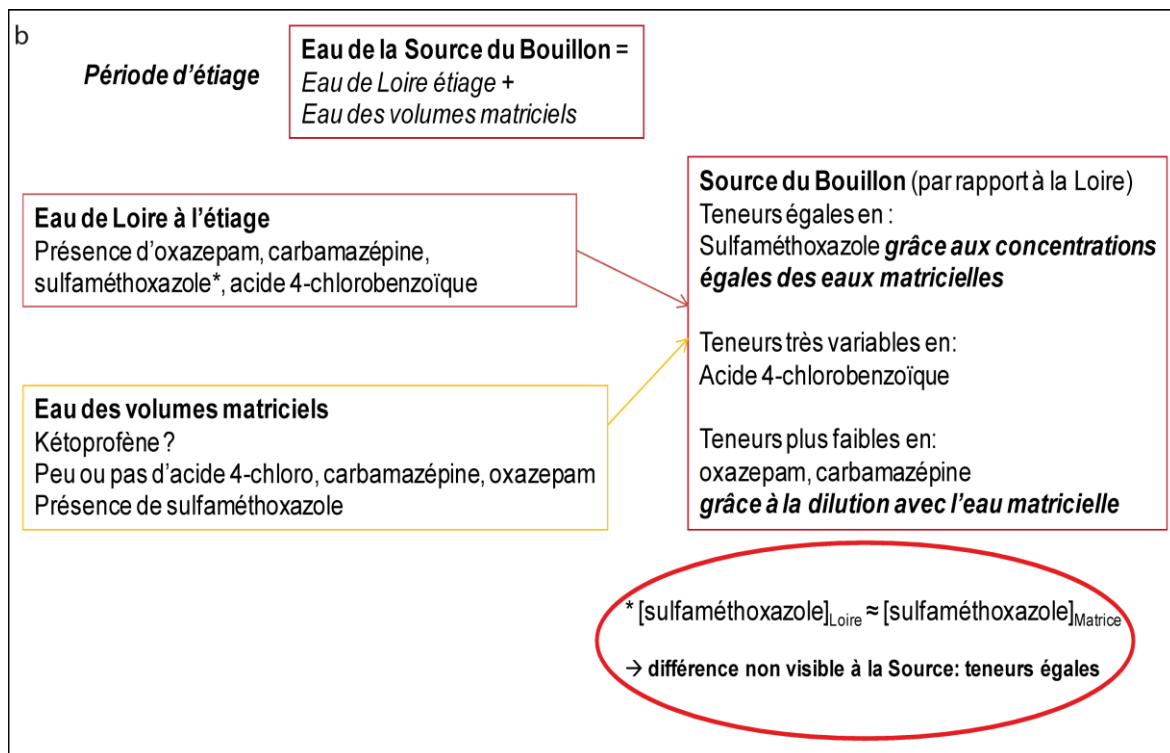 b
Période d'étiage
Eau de la Source du Bouillon =
Eau de Loire étiage +
Eau des volumes matriciels
Eau de Loire à l'étiage
Présence d'oxazepam, carbamazépine,
sulfaméthoxazole*, acide 4-chlorobenzoïque
Eau des volumes matriciels
Kétoprofène ?
Peu ou pas d'acide 4-chloro, carbamazépine, oxazepam
Présence de sulfaméthoxazole
Source du Bouillon (par rapport à la Loire)
Teneurs égales en :
Sulfaméthoxazole grâce aux concentrations
égales des eaux matricielles
Teneurs très variables en:
Acide 4-chlorobenzoïque
Teneurs plus faibles en:
oxazepam, carbamazépine
grâce à la dilution avec l'eau matricielle
* [sulfaméthoxazole]Loire ≈ [sulfaméthoxazole]Matrice
→ différence non visible à la Source: teneurs égales